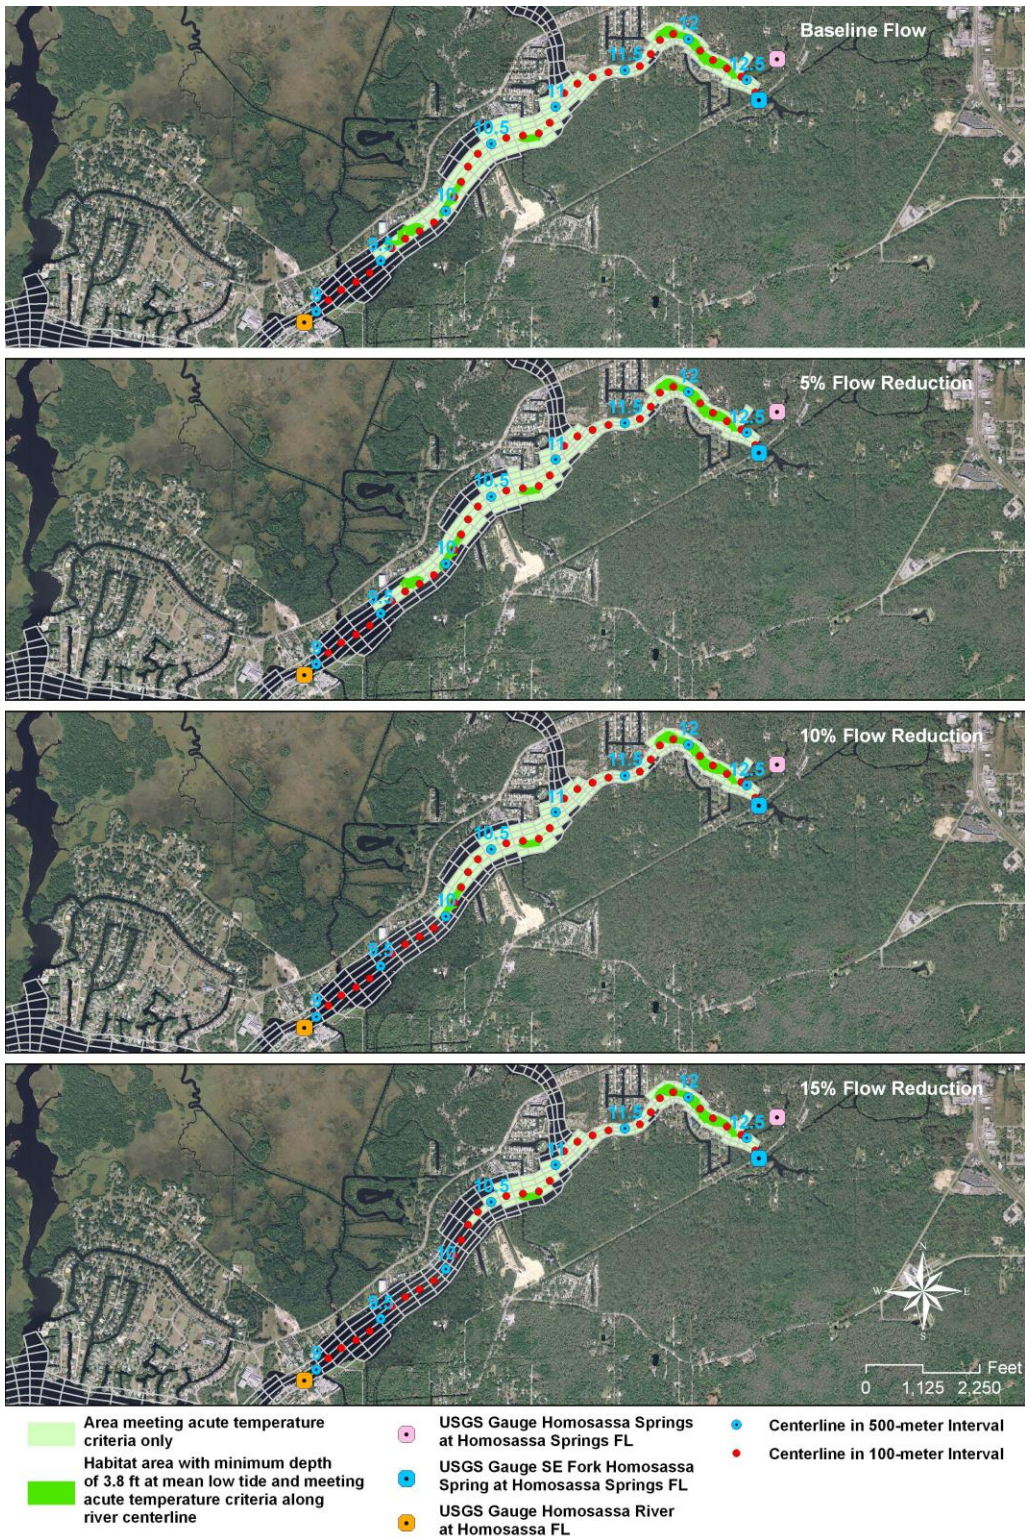 Baseline Flow
12
11.5
12.5
11
10.5
10
9.5
9
5% Flow Reduction
12
11.5
12.5
11
10.5
10
9.5
9
10% Flow Reduction
12
11.5
12.5
11
10.5
10
9.5
9
15% Flow Reduction
12
11.5
12.5
11
10.5
10
9.5
9
N
W E
S
Feet
0 1,125 2,250
Area meeting acute temperature
criteria only
Habitat area with minimum depth
of 3.8 ft at mean low tide and meeting
acute temperature criteria along
river centerline
USGS Gauge Homosassa Springs
at Homosassa Springs FL
USGS Gauge SE Fork Homosassa
Spring at Homosassa Springs FL
USGS Gauge Homosassa River
at Homosassa FL
Centerline in 500-meter Interval
Centerline in 100-meter Interval